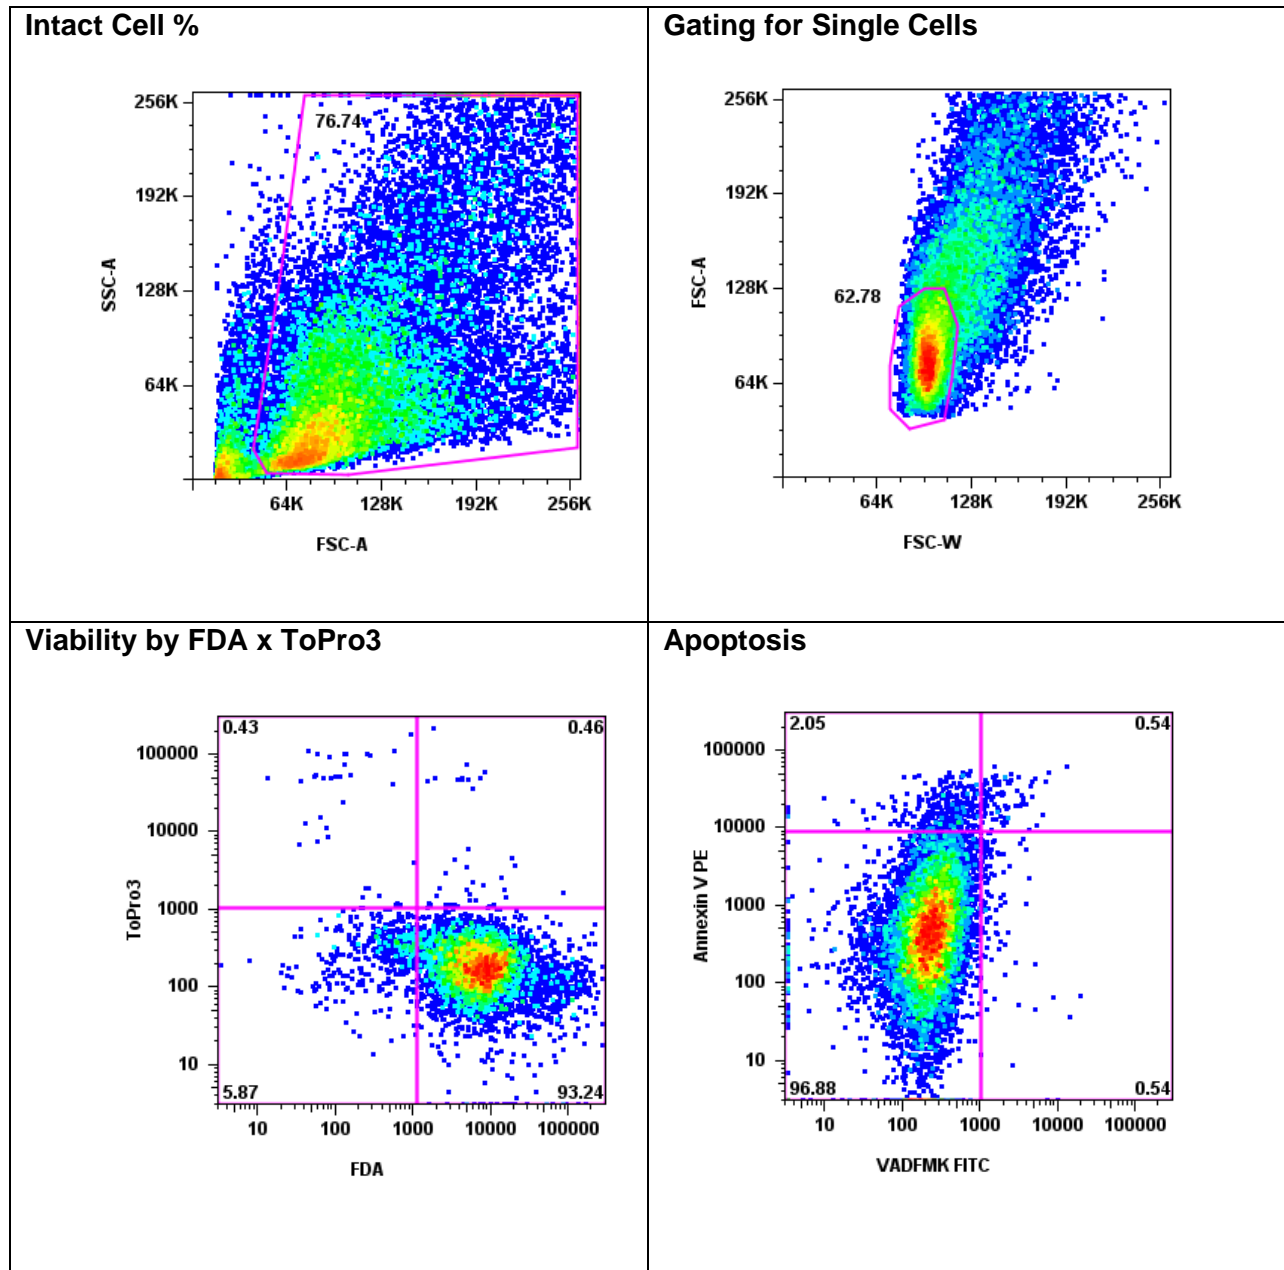 Intact Cell %
256K
192K
128K
64K
76.74
SSC-A
64K 128K 192K 256K
FSC-A
Gating for Single Cells
256K
192K
128K
64K
62.78
FSC-A
64K 128K 192K 256K
FSC-W
Viability by FDA x ToPro3
0.43 0.46
100000
10000
1000
100
10
ToPro3
5.87 93.24
10 100 1000 10000 100000
FDA
Apoptosis
2.05 0.54
100000
10000
1000
100
10
Annexin V PE
96.88 0.54
10 100 1000 10000 100000
VADFMK FITC